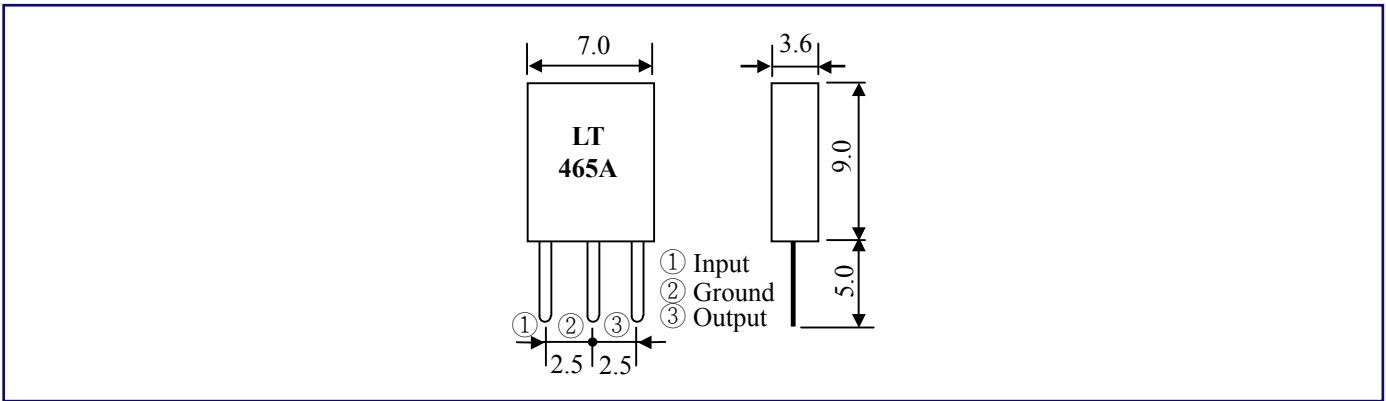 7.0
3.6
LT
465A
9.0
① Input
② Ground
③ Output
5.0
① ② ③
2.5 2.5